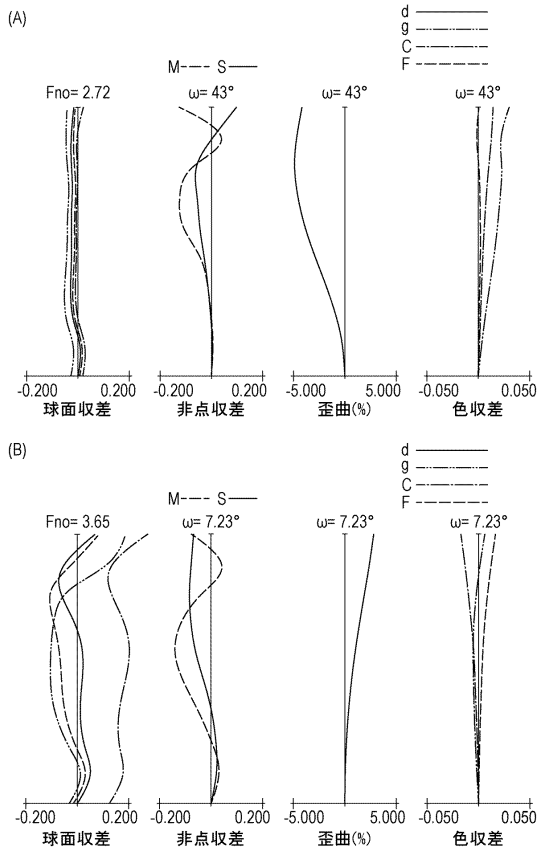 (A)
d
g
C
F
M S
Fno= 2.72 ω= 43° ω= 43° ω= 43°
-0.200 0.200 -0.200 0.200 -5.000 5.000 -0.050 0.050
球面収差 非点収差 歪曲(%) 色収差
(B)
d
g
C
F
M S
Fno= 3.65 ω= 7.23° ω= 7.23° ω= 7.23°
-0.200 0.200 -0.200 0.200 -5.000 5.000 -0.050 0.050
球面収差 非点収差 歪曲(%) 色収差